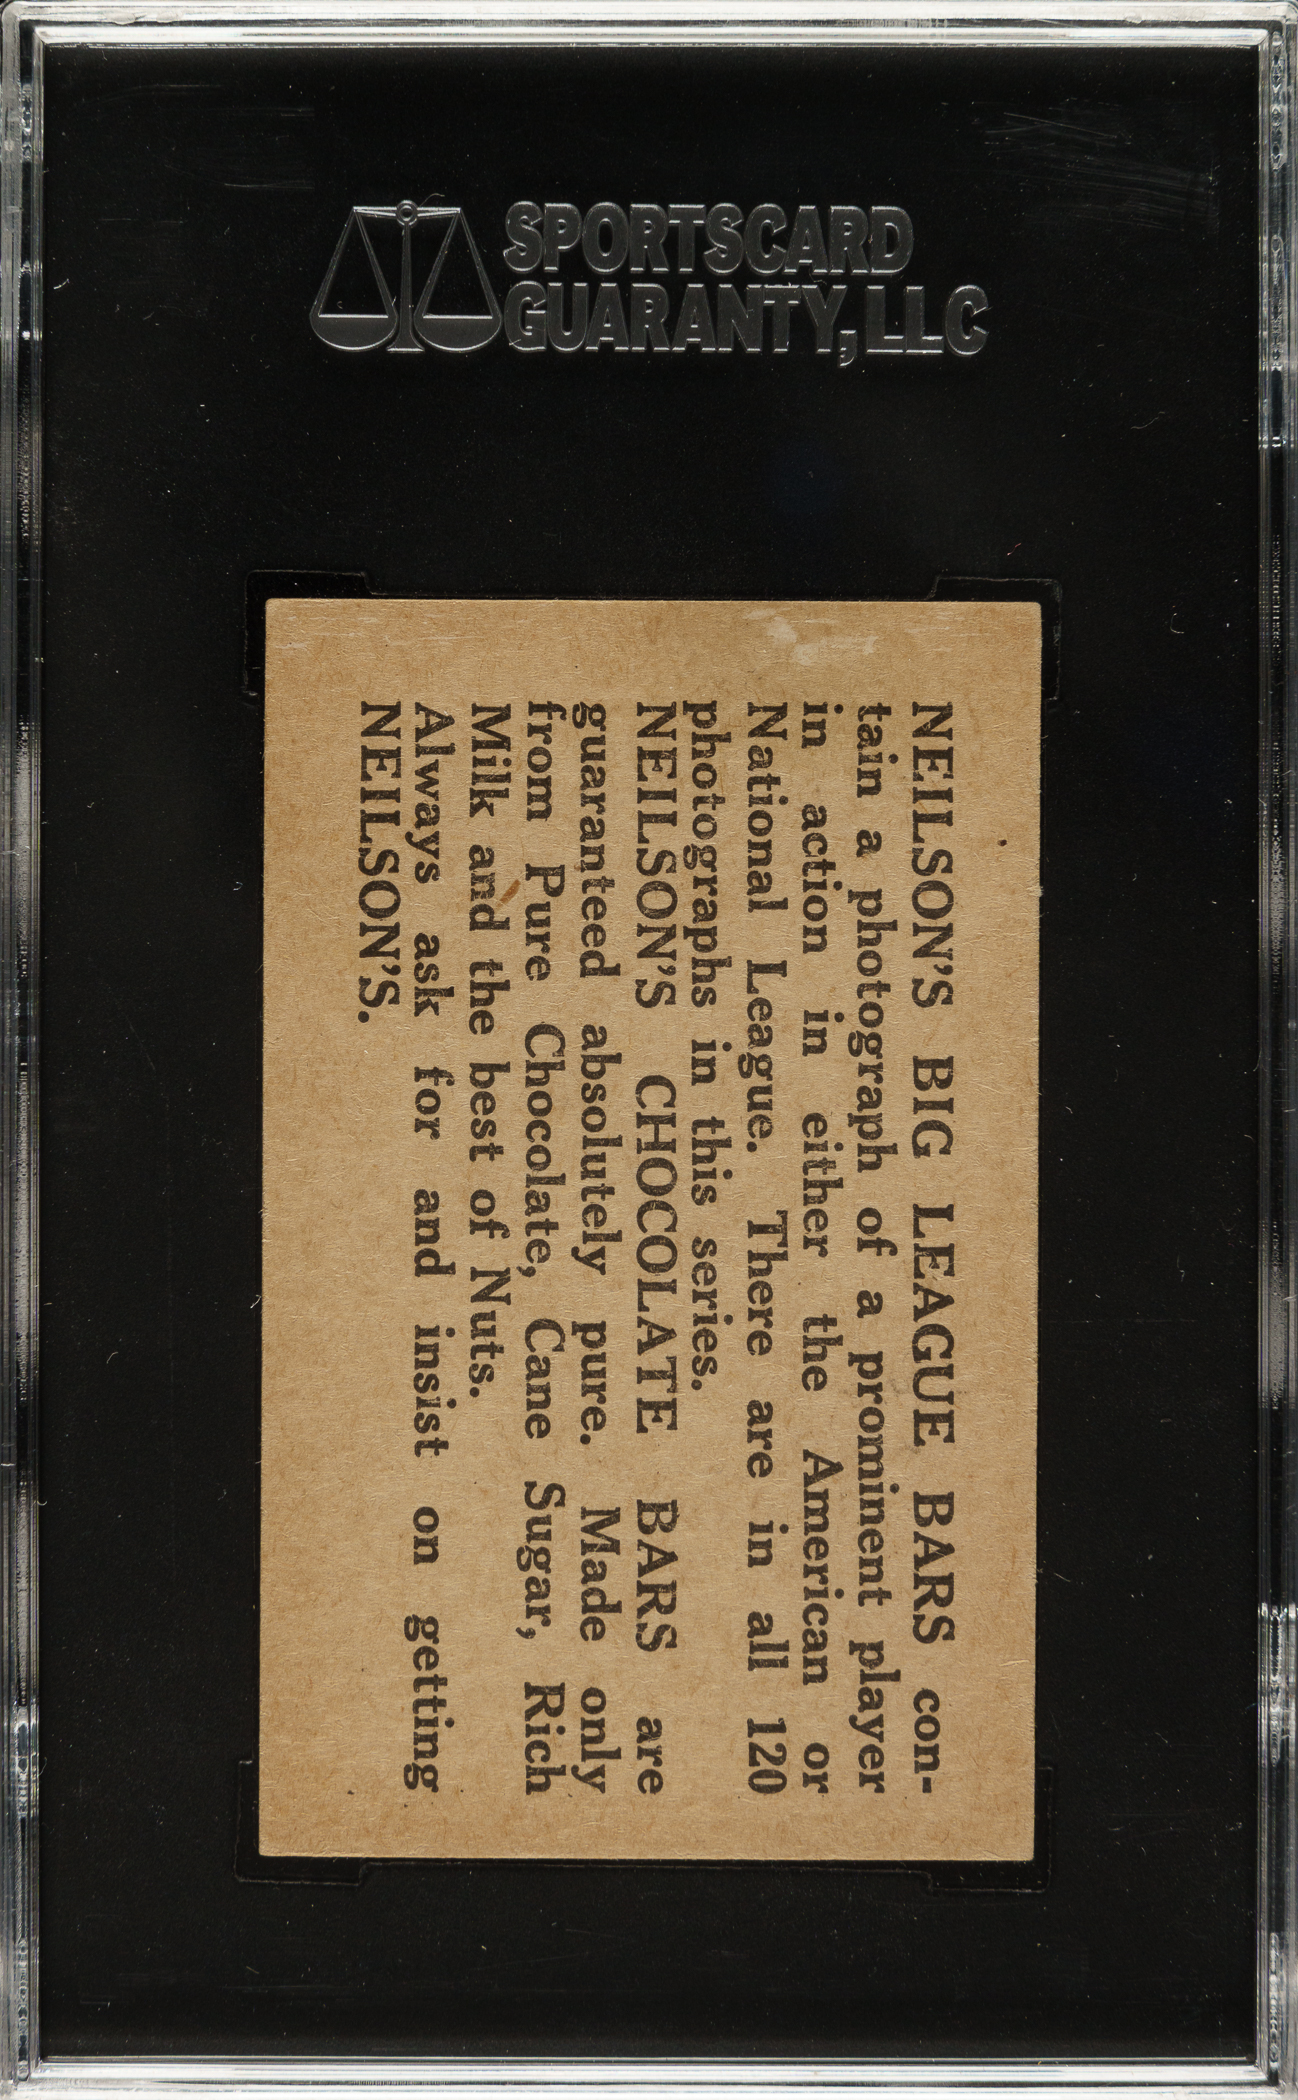 SPORTSCARD
GUARANTY, LLC
NEILSON'S BIG LEAGUE BARS con-
tain a photograph of a prominent player
in action in either the American or
National League. There are in all 120
photographs in this series.
NEILSON'S CHOCOLATE BARS are
guaranteed absolutely pure. Made only
from Pure Chocolate, Cane Sugar, Rich
Milk and the best of Nuts.
Always ask for and insist on getting
NEILSON'S.